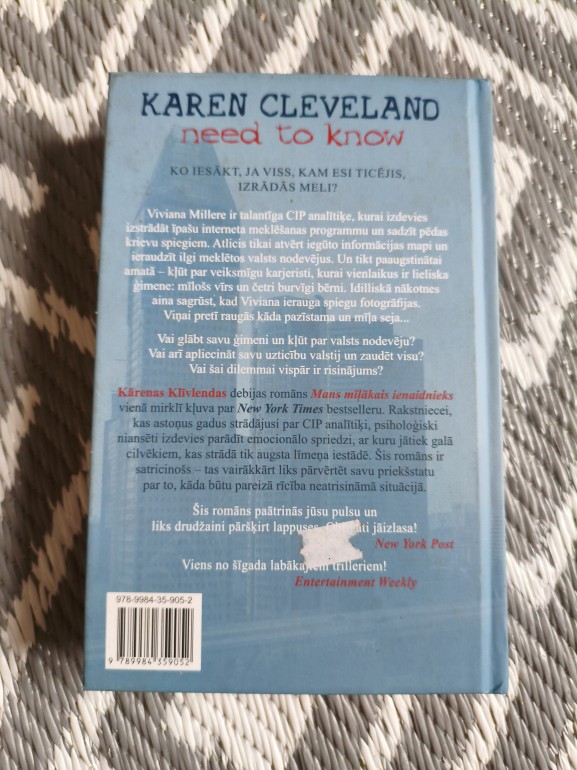 KAREN CLEVELAND
need to know
KO IESĀKT, JA VISS, KAM ESI TICĒJIS,
IZRĀDĀS MELI?
Viviana Millere ir talantīga CIP analītiķe, kurai izdevies
izstrādāt īpašu interneta meklēšanas programmu un sadzīt pēdas
krievu spiegiem. Atlicis tikai atvērt iegūto informācijas mapi un
ieraudzīt ilgi meklētos valsts nodevējus. Un tikt paaugstinātai
amatā – kļūt par veiksmīgu karjeristi, kurai vienlaikus ir lieliska
ģimene: mīlošs vīrs un četri burvīgi bērni. Idilliskā nākotnes
aina sagrūst, kad Viviana ierauga spiegu fotogrāfijas.
Viņai pretī raugās kāda pazīstama un mīļa seja...
Vai glābt savu ģimeni un kļūt par valsts nodevēju?
Vai arī apliecināt savu uzticību valstij un zaudēt visu?
Vai šai dilemmai vispār ir risinājums?
Kārenas Klīvlendas debijas romāns Mans mīļākais ienaidnieks
vienā mirklī kļuva par New York Times bestselleru. Rakstniecei,
kas astoņus gadus strādājusi par CIP analītiķi, psiholoģiski
niansēti izdevies parādīt emocionālo spriedzi, ar kuru jātiek galā
cilvēkiem, kas strādā tik augsta līmeņa iestādē. Šis romāns ir
satricinošs – tas vairākkārt liks pārvērtēt savu priekšstatu
par to, kāda būtu pareizā rīcība neatrisināmā situācijā.
Šis romāns paātrinās jūsu pulsu un
liks drudžaini pāršķirt lappuses. jāizlasa!
New York Post
Viens no šīgada labākajiem trilleriem!
Entertainment Weekly
978-9984-35-905-2
9 789984 359052